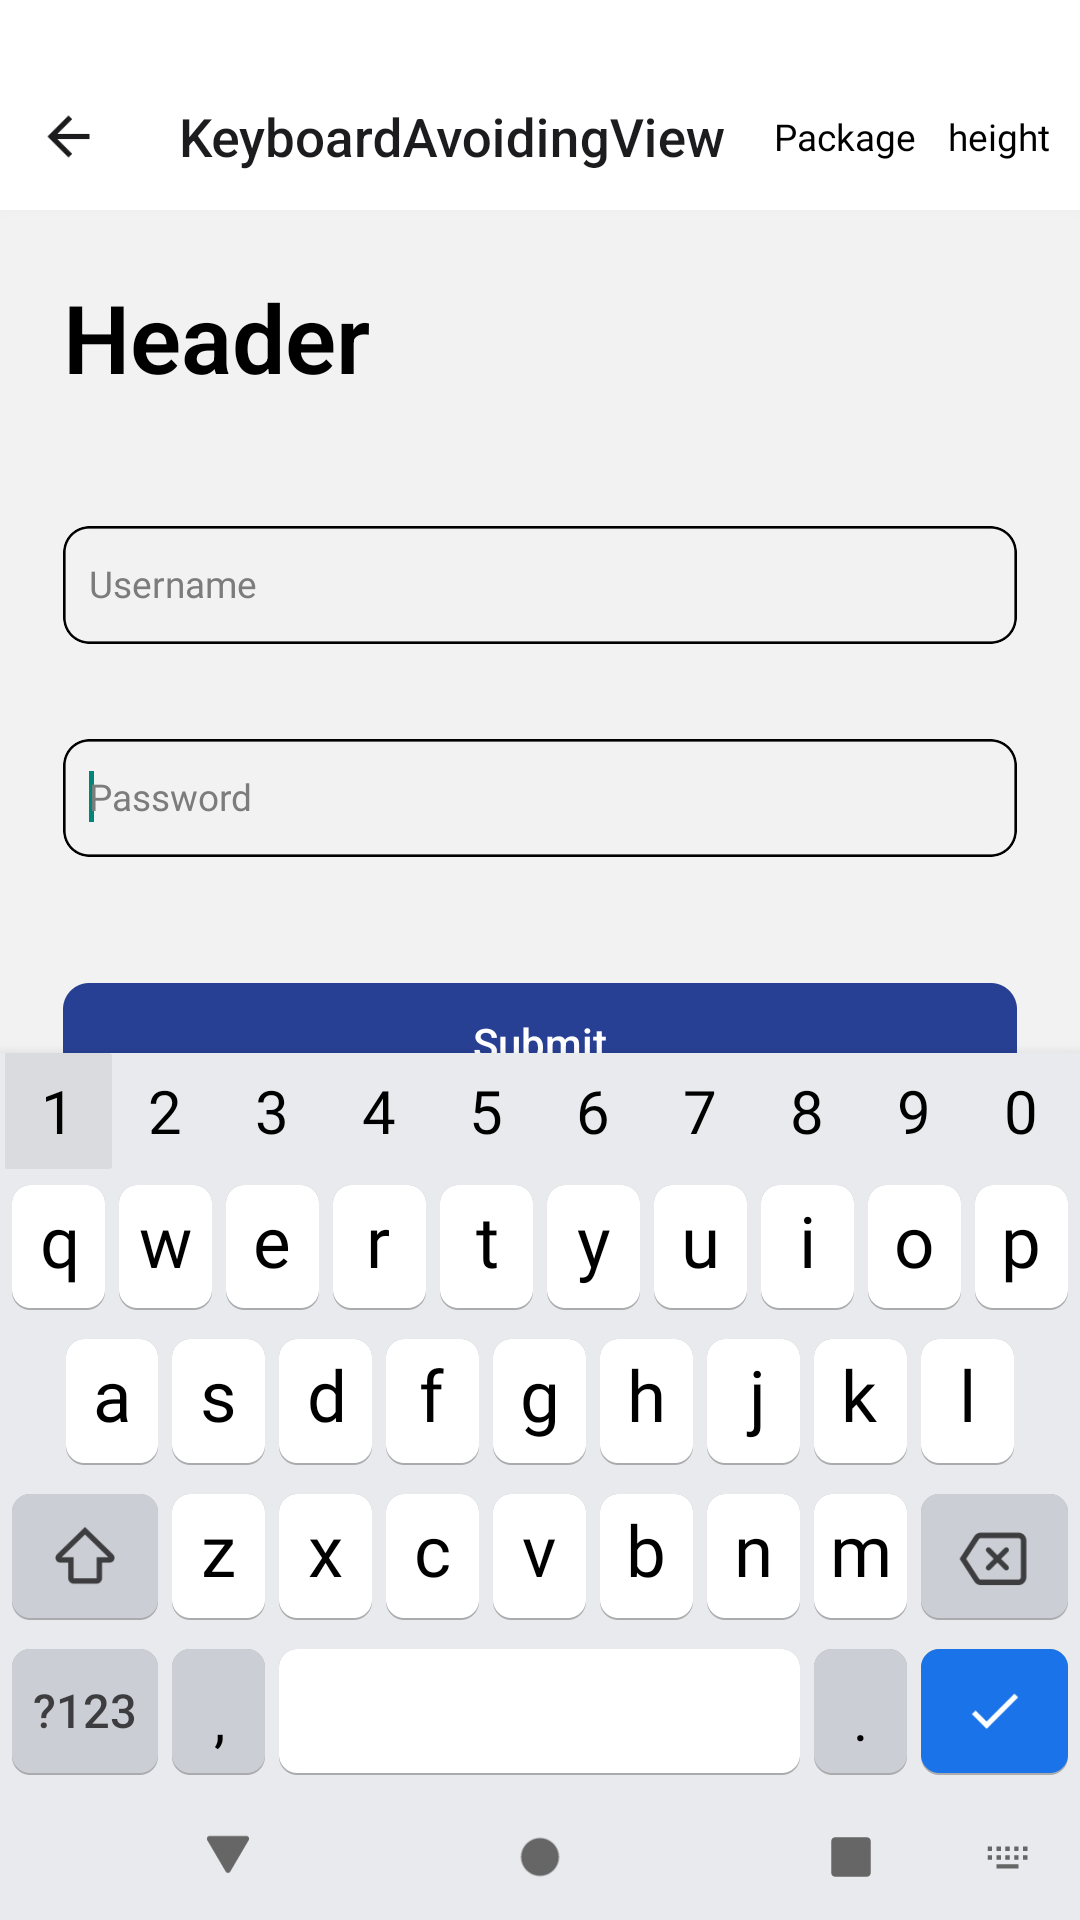 KeyboardAvoidingView Package height
Header
Username
Password
Submit
1 2 3 4 5 6 7 8 9 0
q w e r t y u i o p
a s d f g h j k l
z x c v b n m
?123 , .